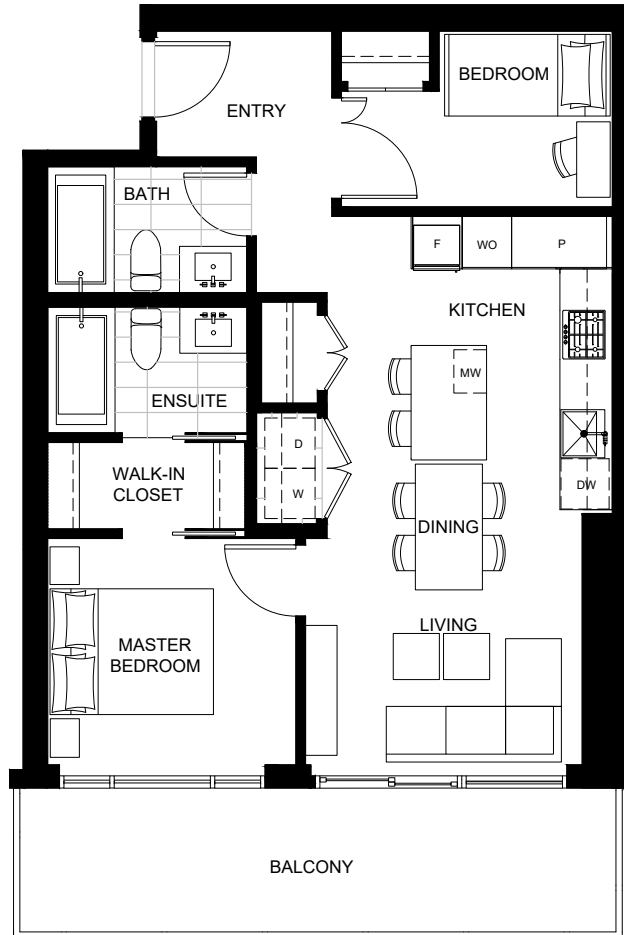 BEDROOM
ENTRY
BATH
F
WO
P
KITCHEN
MW
ENSUITE
D
WALK-IN
CLOSET
W
DW
DINING
LIVING
MASTER
BEDROOM
BALCONY